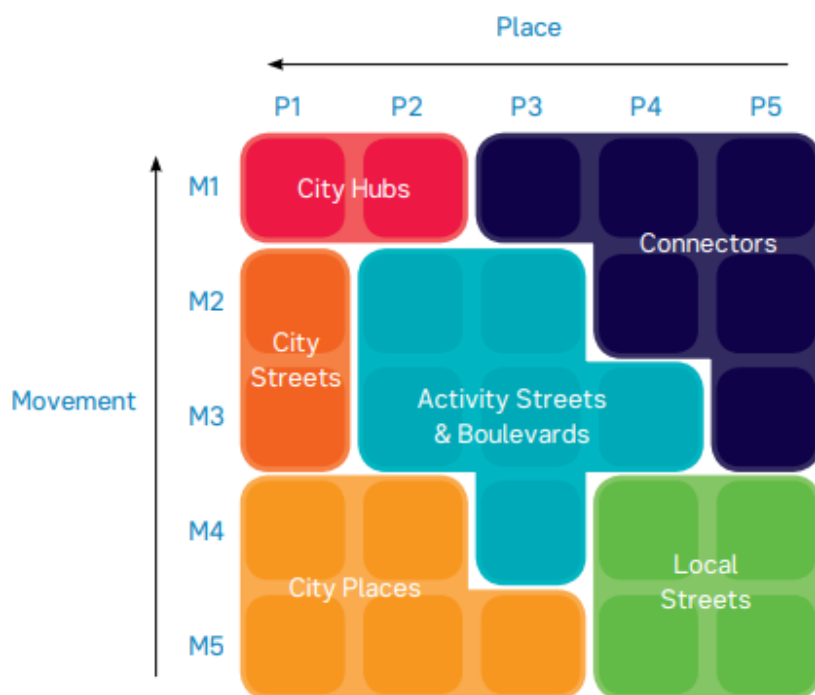 Place
P1 P2 P3 P4 P5
M1
City Hubs
Connectors
M2
City
Streets
Movement
M3
Activity Streets
& Boulevards
M4
City Places
Local
Streets
M5